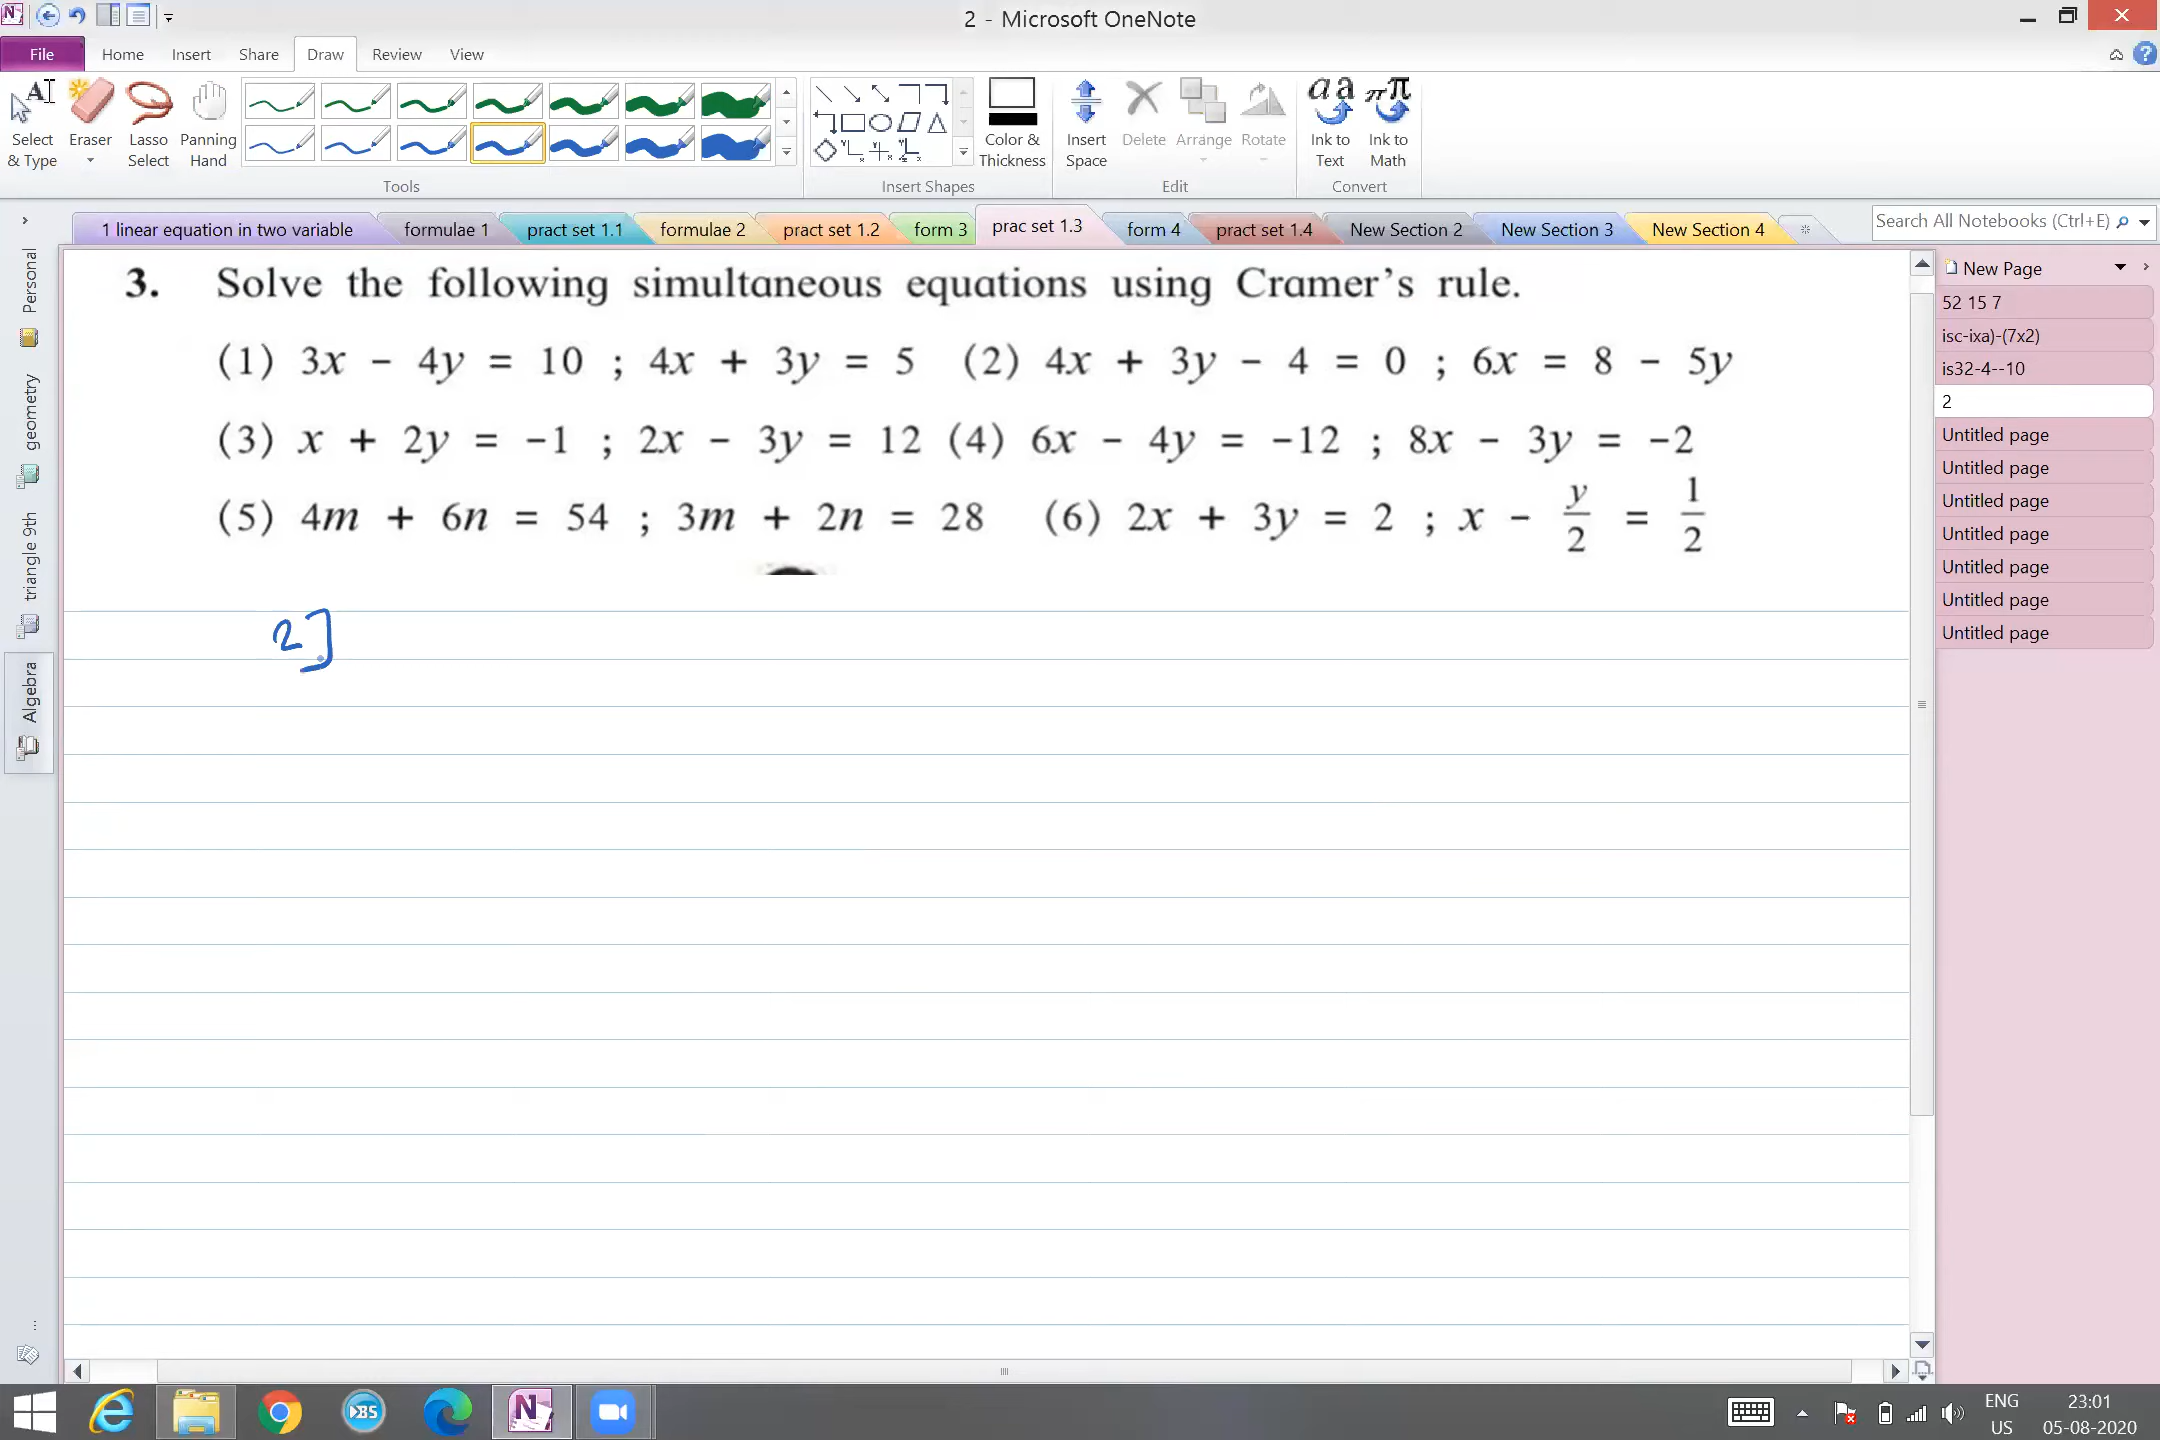 2 - Microsoft OneNote
File Home Insert Share Draw Review View
Select & Type
Eraser
Lasso Select
Panning Hand
Color & Thickness
Insert Space
Delete
Arrange
Rotate
Ink to Text
Ink to Math
Tools
Insert Shapes
Edit
Convert
1 linear equation in two variable formulae 1 pract set 1.1 formulae 2 pract set 1.2 form 3 prac set 1.3 form 4 pract set 1.4 New Section 2 New Section 3 New Section 4
Search All Notebooks (Ctrl+E)
Personal
geometry
triangle 9th
Algebra
3. Solve the following simultaneous equations using Cramer's rule.
(1) 3x - 4y = 10 ; 4x + 3y = 5 (2) 4x + 3y - 4 = 0 ; 6x = 8 - 5y
(3) x + 2y = -1 ; 2x - 3y = 12 (4) 6x - 4y = -12 ; 8x - 3y = -2
(5) 4m + 6n = 54 ; 3m + 2n = 28 (6) 2x + 3y = 2 ; x - y/2 = 1/2
2]
New Page
52 15 7
isc-ixa)-(7x2)
is32-4--10
2
Untitled page
Untitled page
Untitled page
Untitled page
Untitled page
Untitled page
Untitled page
ENG
US
23:01
05-08-2020